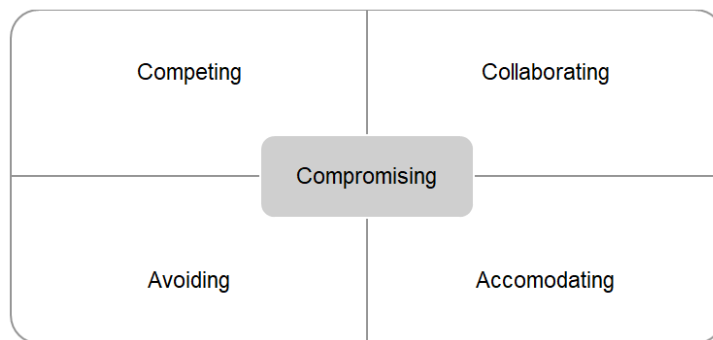 Competing
Collaborating
Compromising
Avoiding
Accomodating